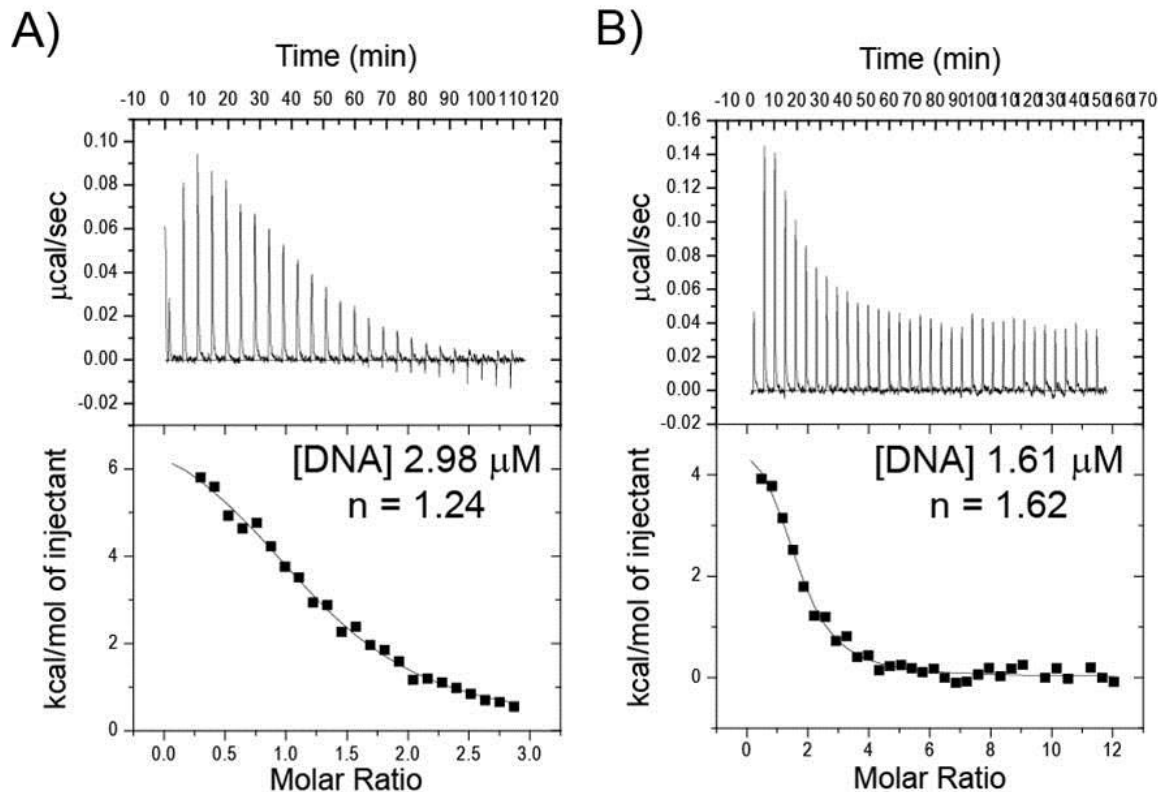 A)
Time (min)
-10 0 10 20 30 40 50 60 70 80 90 100 110 120
0.10
0.08
0.06
0.04
0.02
0.00
-0.02
μcal/sec
[DNA] 2.98 μM
n = 1.24
6
4
2
0
kcal/mol of injectant
0.0 0.5 1.0 1.5 2.0 2.5 3.0
Molar Ratio
B)
Time (min)
-10 0 10 20 30 40 50 60 70 80 90 100 110 120 130 140 150 160 170
0.16
0.14
0.12
0.10
0.08
0.06
0.04
0.02
0.00
-0.02
μcal/sec
[DNA] 1.61 μM
n = 1.62
4
2
0
kcal/mol of injectant
0 2 4 6 8 10 12
Molar Ratio